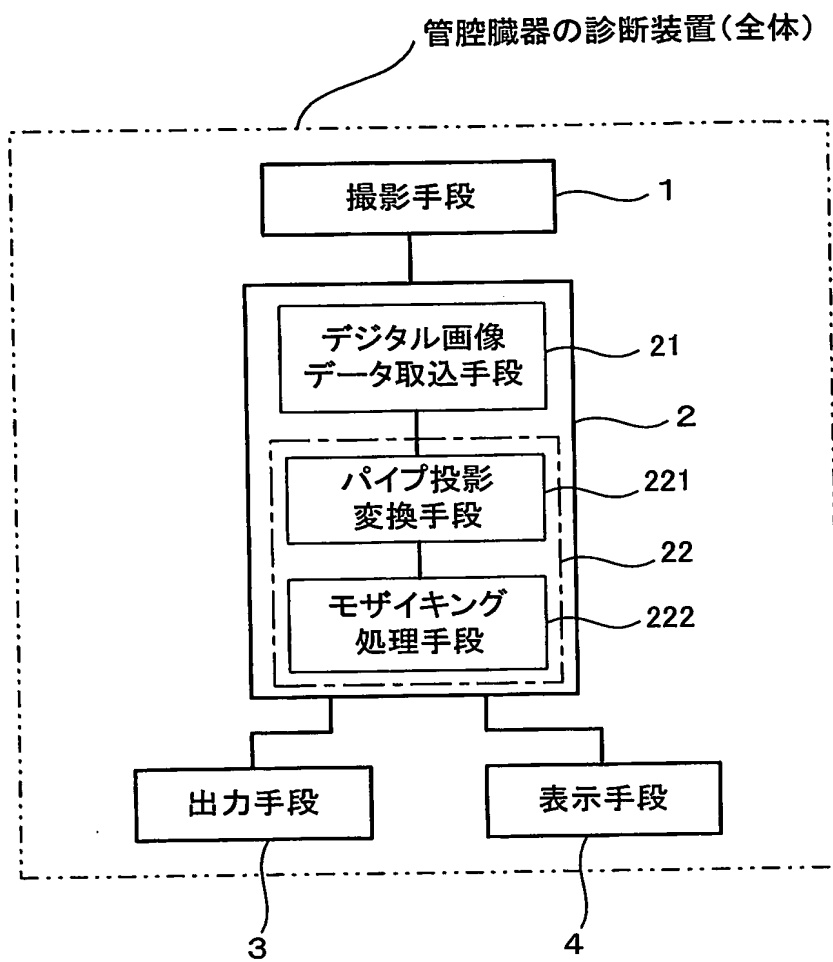 管腔臓器の診断装置(全体)
撮影手段
1
デジタル画像
データ取込手段
21
2
パイプ投影
変換手段
221
22
モザイキング
処理手段
222
出力手段
表示手段
3
4